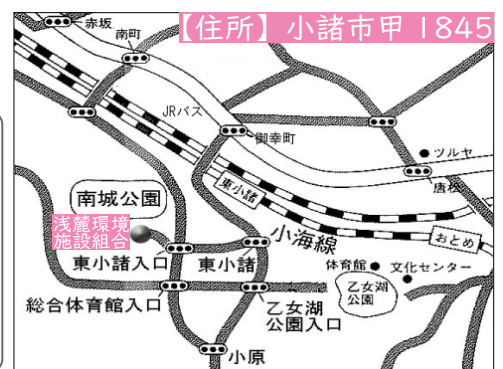 【住所】小諸市甲1845
赤坂
南町
JRバス
御幸町
ツルヤ
唐松
東小諸
南城公園
浅麓環境
施設組合
小海線
おとめ
東小諸入口
東小諸
体育館
文化センター
乙女湖
公園
総合体育館入口
乙女湖
公園入口
小原